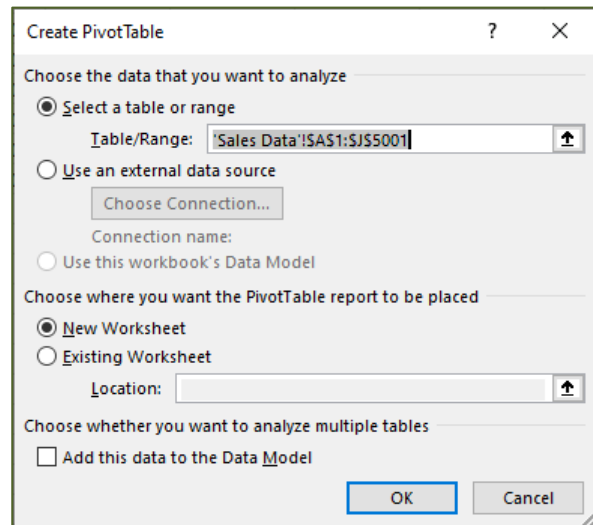 Create PivotTable ?
Choose the data that you want to analyze
Select a table or range
Table/Range: 'Sales Data'!$A$1:$J$5001
Use an external data source
Choose Connection...
Connection name:
Use this workbook's Data Model
Choose where you want the PivotTable report to be placed
New Worksheet
Existing Worksheet
Location:
Choose whether you want to analyze multiple tables
Add this data to the Data Model
OK Cancel